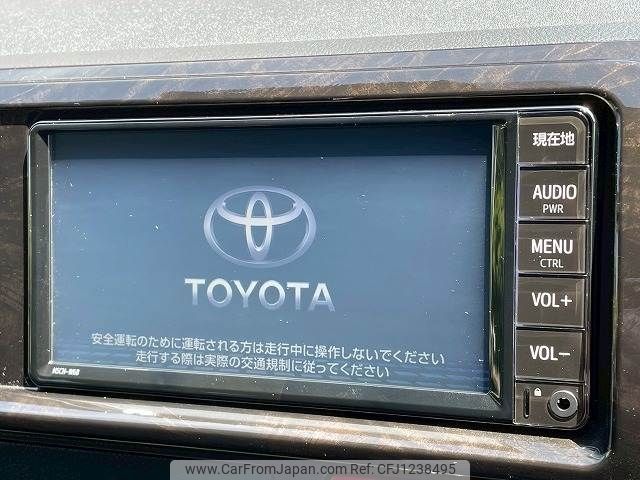 現在地
AUDIO
PWR
MENU
CTRL
VOL+
VOL-
TOYOTA
安全運転のために運転される方は走行中に操作しないでください
走行する際は実際の交通規制に従ってください
NSCN-W68
www.CarFromJapan.com CFJ1238495